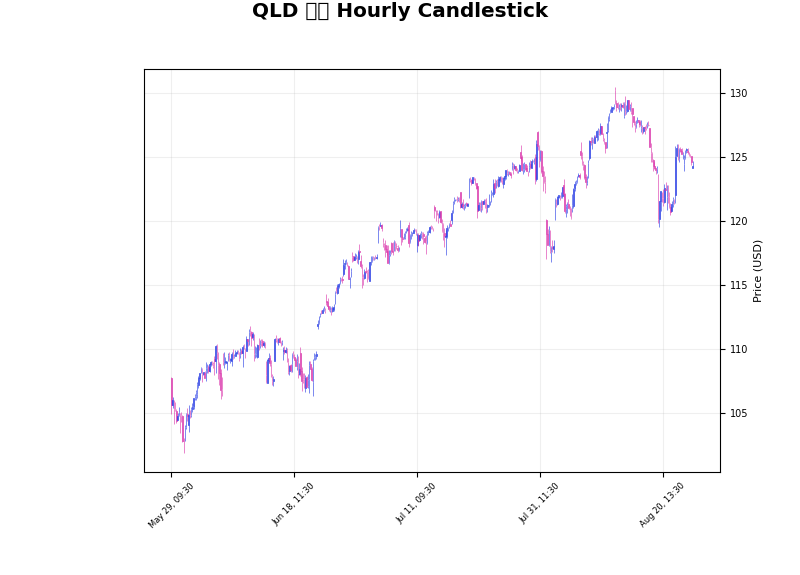 QLD Hourly Candlestick
130
125
120
115
110
105
Price (USD)
May 29, 09:30
Jun 18, 11:30
Jul 11, 09:30
Jul 31, 11:30
Aug 20, 13:30